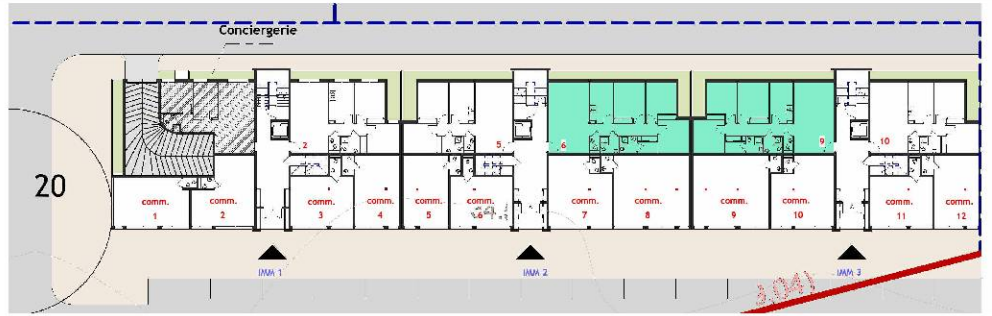 Conciergerie
2
5
6
9
10
20
comm. 1
comm. 2
comm. 3
comm. 4
comm. 5
comm. 6
comm. 7
comm. 8
comm. 9
comm. 10
comm. 11
comm. 12
IMM 1
IMM 2
IMM 3